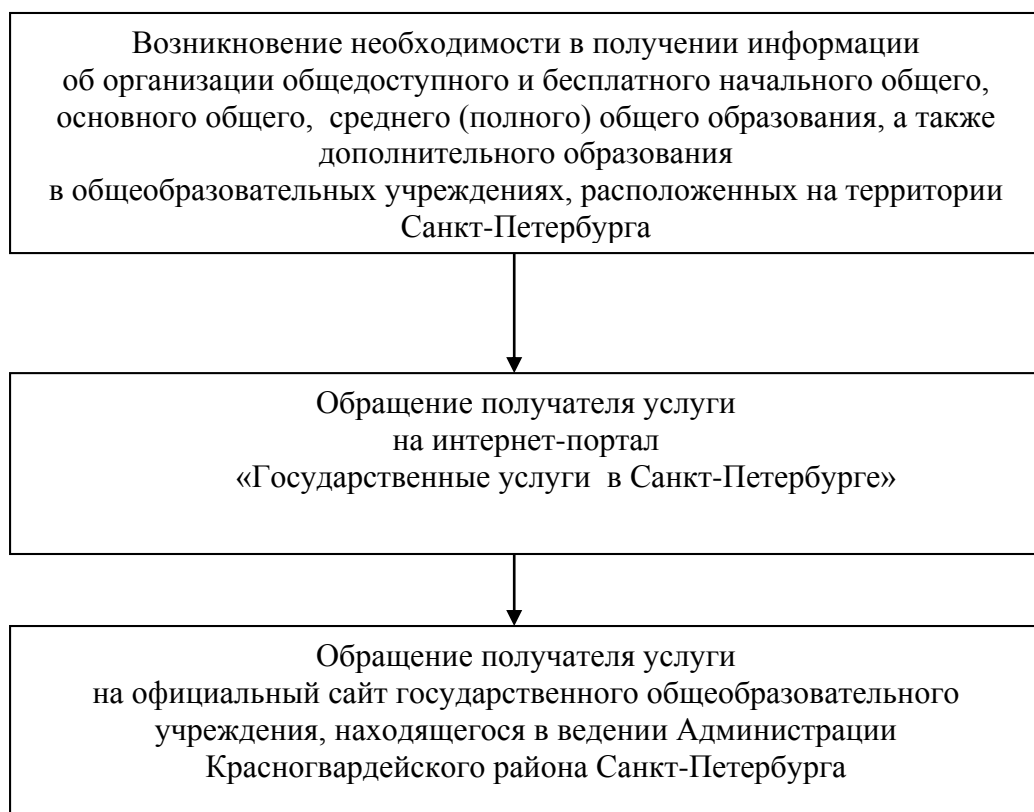 Возникновение необходимости в получении информации
об организации общедоступного и бесплатного начального общего,
основного общего, среднего (полного) общего образования, а также
дополнительного образования
в общеобразовательных учреждениях, расположенных на территории
Санкт-Петербурга
Обращение получателя услуги
на интернет-портал
«Государственные услуги в Санкт-Петербурге»
Обращение получателя услуги
на официальный сайт государственного общеобразовательного
учреждения, находящегося в ведении Администрации
Красногвардейского района Санкт-Петербурга